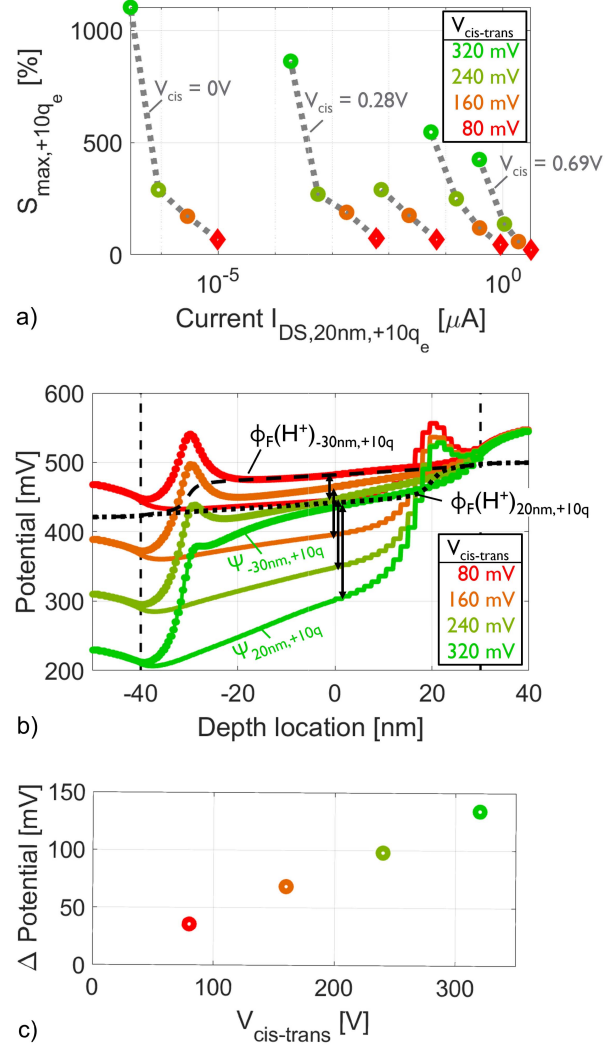 1000
500
0
S_max,+10q_e [%]
V_cis = 0V
V_cis = 0.28V
V_cis = 0.69V
V_cis-trans
320 mV
240 mV
160 mV
80 mV
10^-5
10^0
a)
Current I_DS,20nm,+10q_e [μA]
600
500
400
300
200
Potential [mV]
ϕ_F(H^+)_-30nm,+10q
ϕ_F(H^+)_20nm,+10q
Ψ_-30nm,+10q
Ψ_20nm,+10q
V_cis-trans
80 mV
160 mV
240 mV
320 mV
-40
-20
0
20
40
b)
Depth location [nm]
150
100
50
0
Δ Potential [mV]
0
100
200
300
c)
V_cis-trans [V]